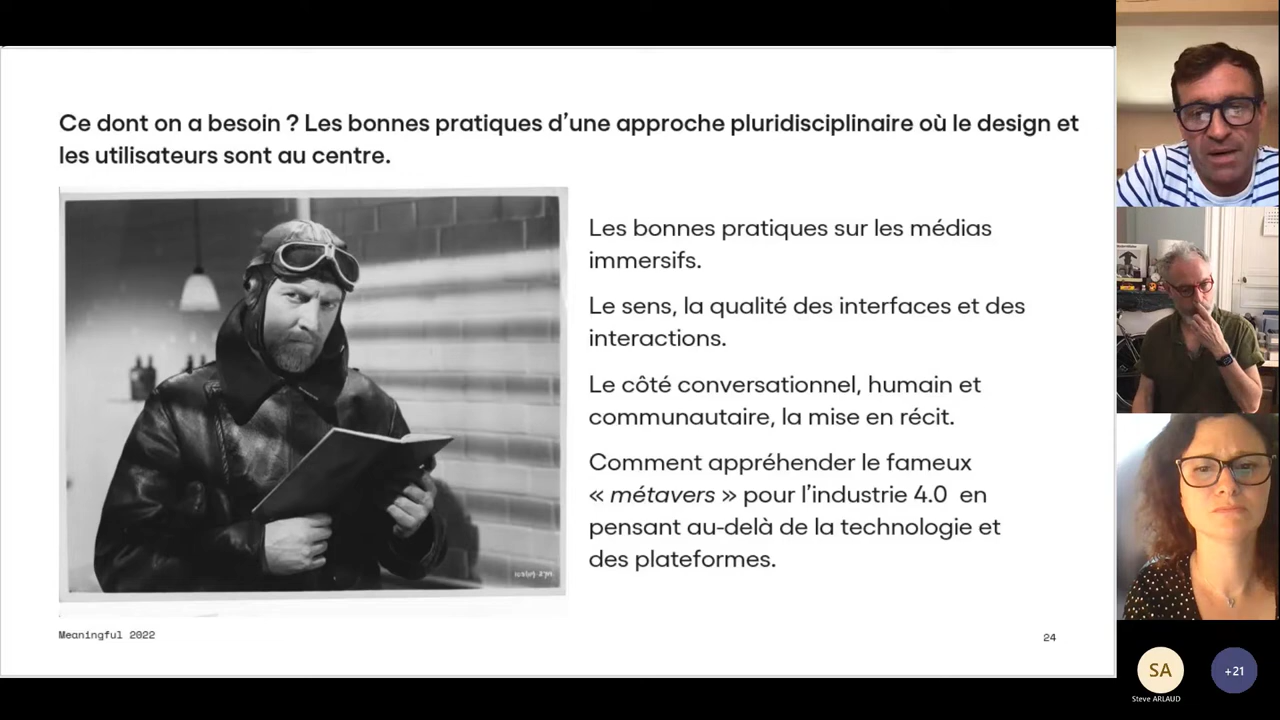 Ce dont on a besoin ? Les bonnes pratiques d’une approche pluridisciplinaire où le design et
les utilisateurs sont au centre.
Les bonnes pratiques sur les médias
immersifs.
Le sens, la qualité des interfaces et des
interactions.
Le côté conversationnel, humain et
communautaire, la mise en récit.
Comment appréhender le fameux
« métavers » pour l’industrie 4.0  en
pensant au-delà de la technologie et
des plateformes.
Meaningful 2022
24
SA
+21
Steve ARLAUD